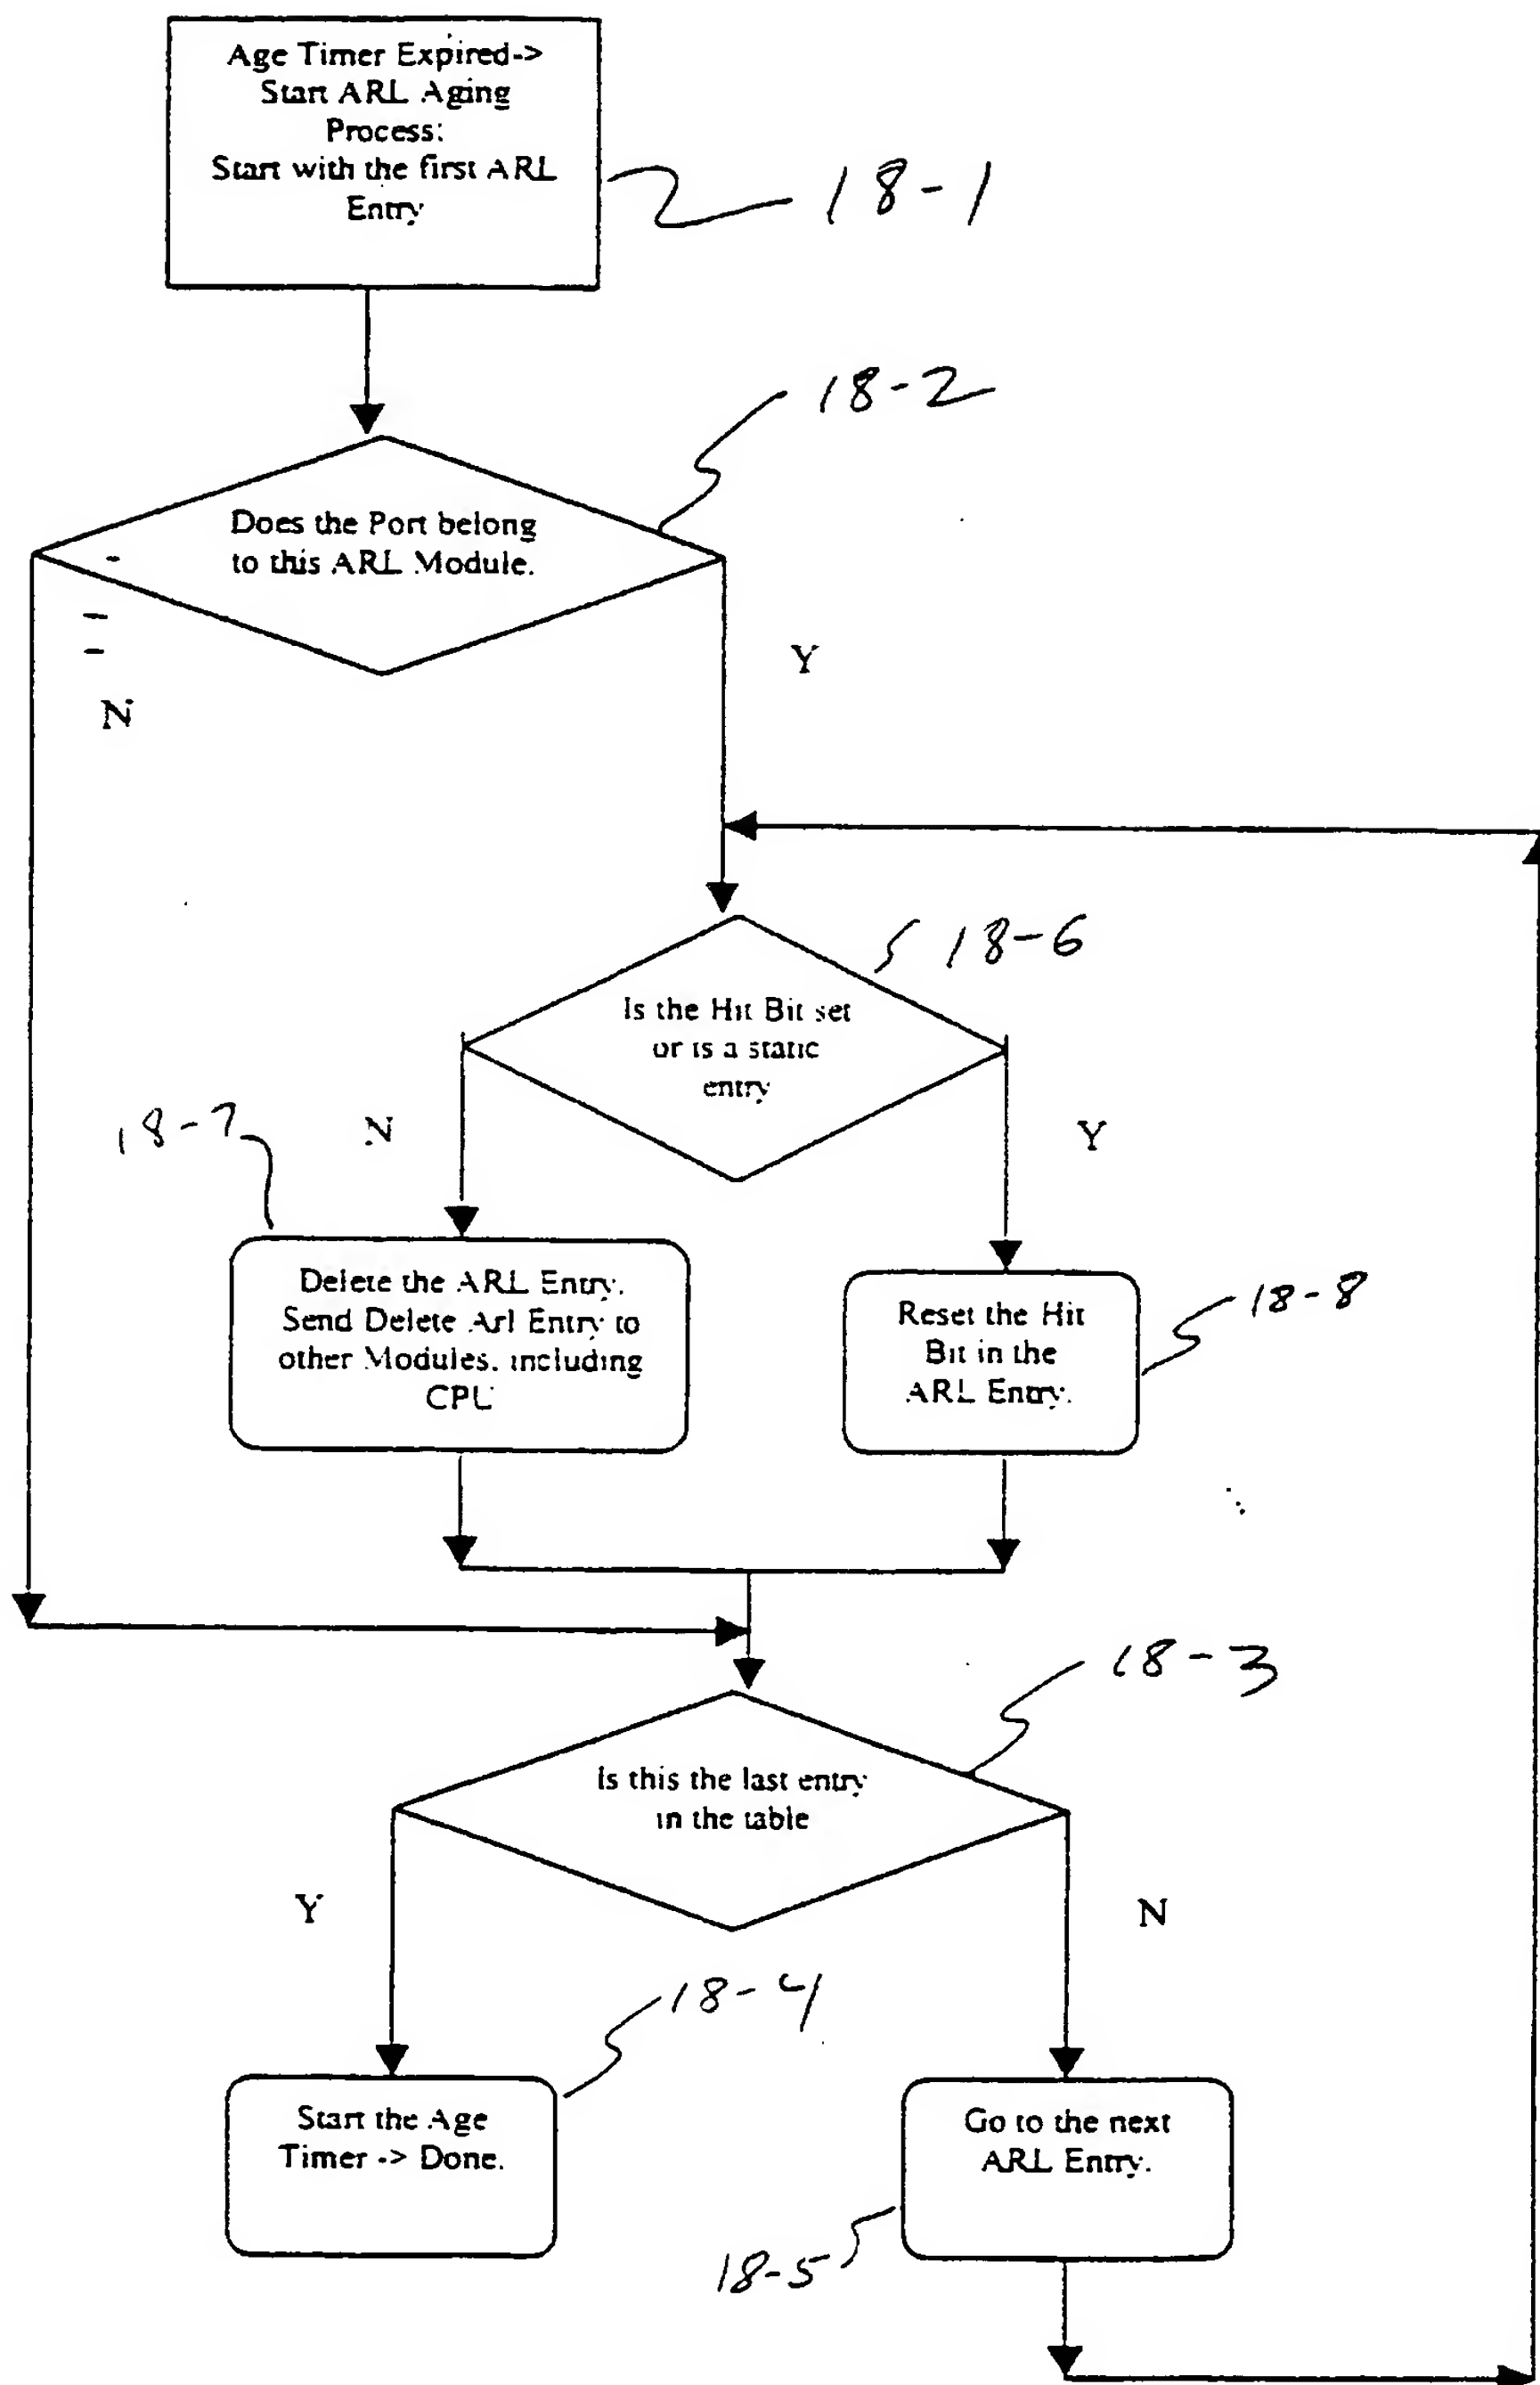 Age Timer Expired->
Start ARL Aging
Process:
Start with the first ARL
Entry
18-1
18-2
Does the Port belong
to this ARL Module.
Y
N
18-6
Is the Hit Bit set
or is a static
entry
18-7
N
Y
Delete the ARL Entry.
Send Delete Arl Entry to
other Modules. including
CPU
18-8
Reset the Hit
Bit in the
ARL Entry.
18-3
Is this the last entry
in the table
Y
N
18-4
Start the Age
Timer -> Done.
Go to the next
ARL Entry.
18-5